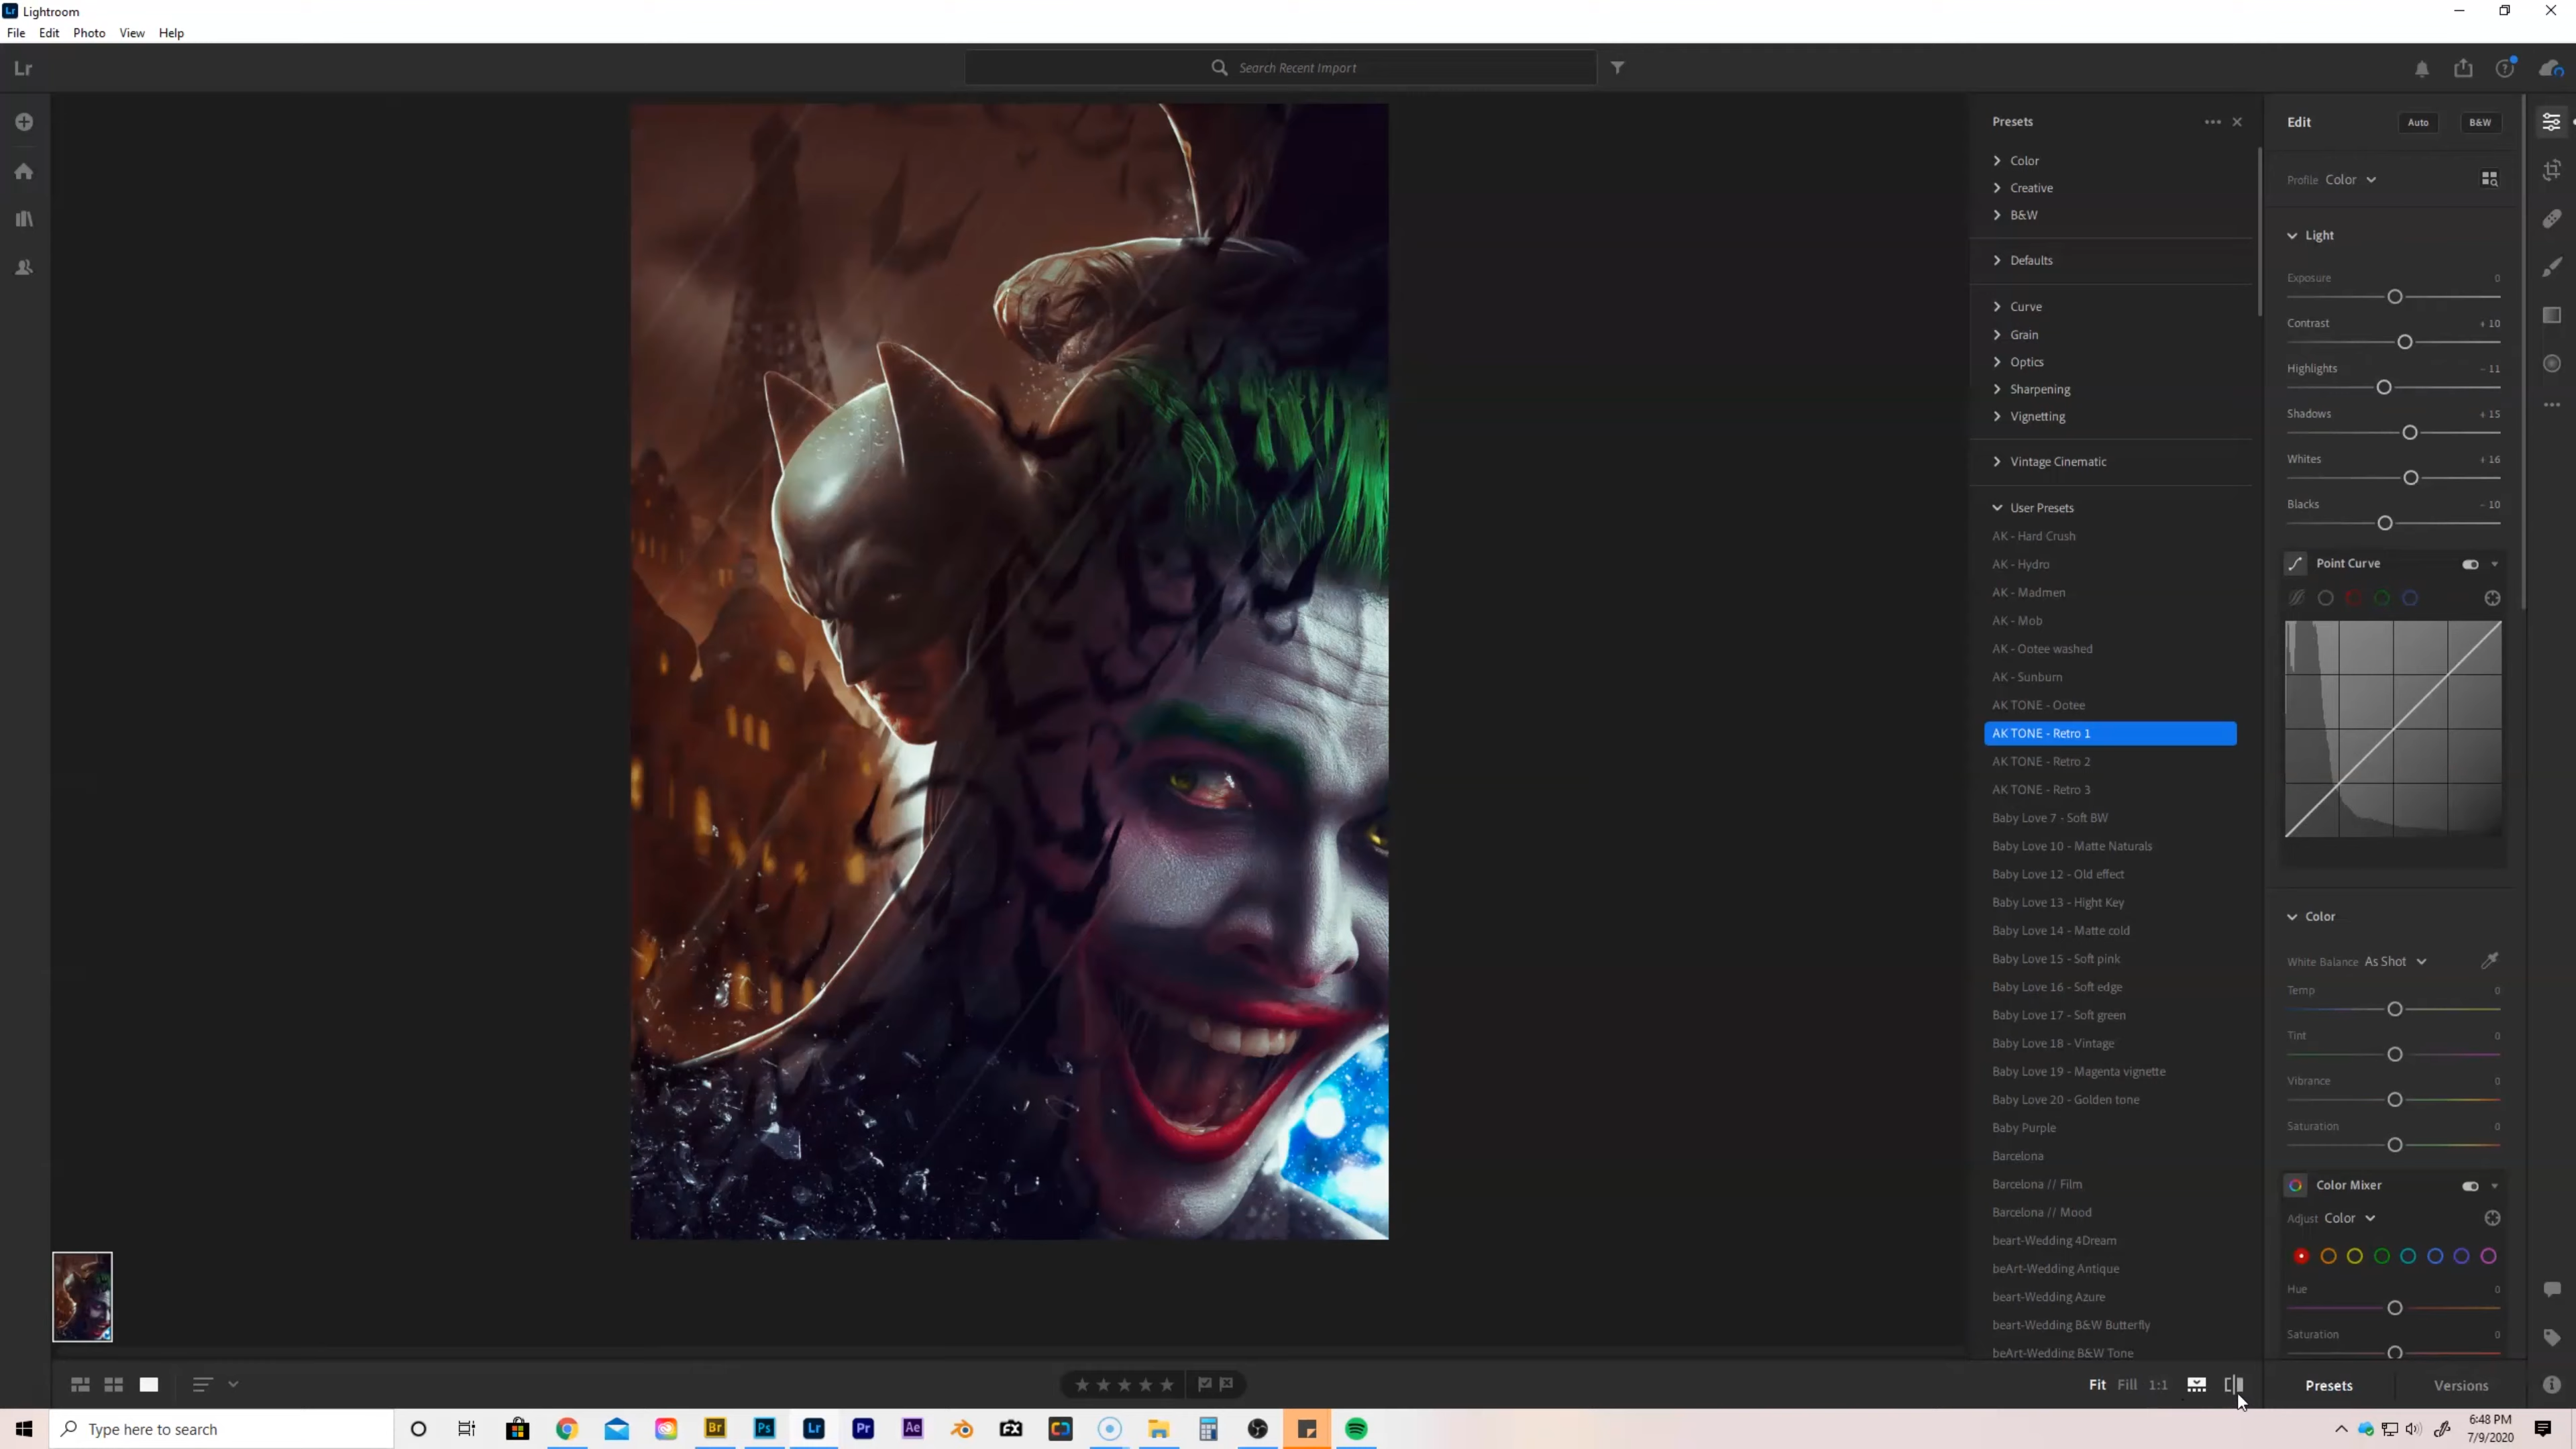 Lr Lightroom
File Edit Photo View Help
Lr
Search Recent Import
Presets
Color
Creative
B&W
Defaults
Curve
Grain
Optics
Sharpening
Vignetting
Vintage Cinematic
User Presets
AK - Hard Crush
AK - Hydro
AK - Madmen
AK - Mob
AK - Ootee washed
AK - Sunburn
AK TONE - Ootee
AK TONE - Retro 1
AK TONE - Retro 2
AK TONE - Retro 3
Baby Love 7 - Soft BW
Baby Love 10 - Matte Naturals
Baby Love 12 - Old effect
Baby Love 13 - Hight Key
Baby Love 14 - Matte cold
Baby Love 15 - Soft pink
Baby Love 16 - Soft edge
Baby Love 17 - Soft green
Baby Love 18 - Vintage
Baby Love 19 - Magenta vignette
Baby Love 20 - Golden tone
Baby Purple
Barcelona
Barcelona // Film
Barcelona // Mood
beart-Wedding 4Dream
beArt-Wedding Antique
beart-Wedding Azure
beart-Wedding B&W Butterfly
beArt-Wedding B&W Tone
Edit Auto B&W
Profile Color
Light
Exposure 0
Contrast + 10
Highlights - 11
Shadows + 15
Whites + 16
Blacks - 10
Point Curve
Color
White Balance As Shot
Temp 0
Tint 0
Vibrance 0
Saturation 0
Color Mixer
Adjust Color
Hue 0
Saturation 0
Fit Fill 1:1
Presets Versions
Type here to search
Br Ps Lr Pr Ae FX
6:48 PM
7/9/2020